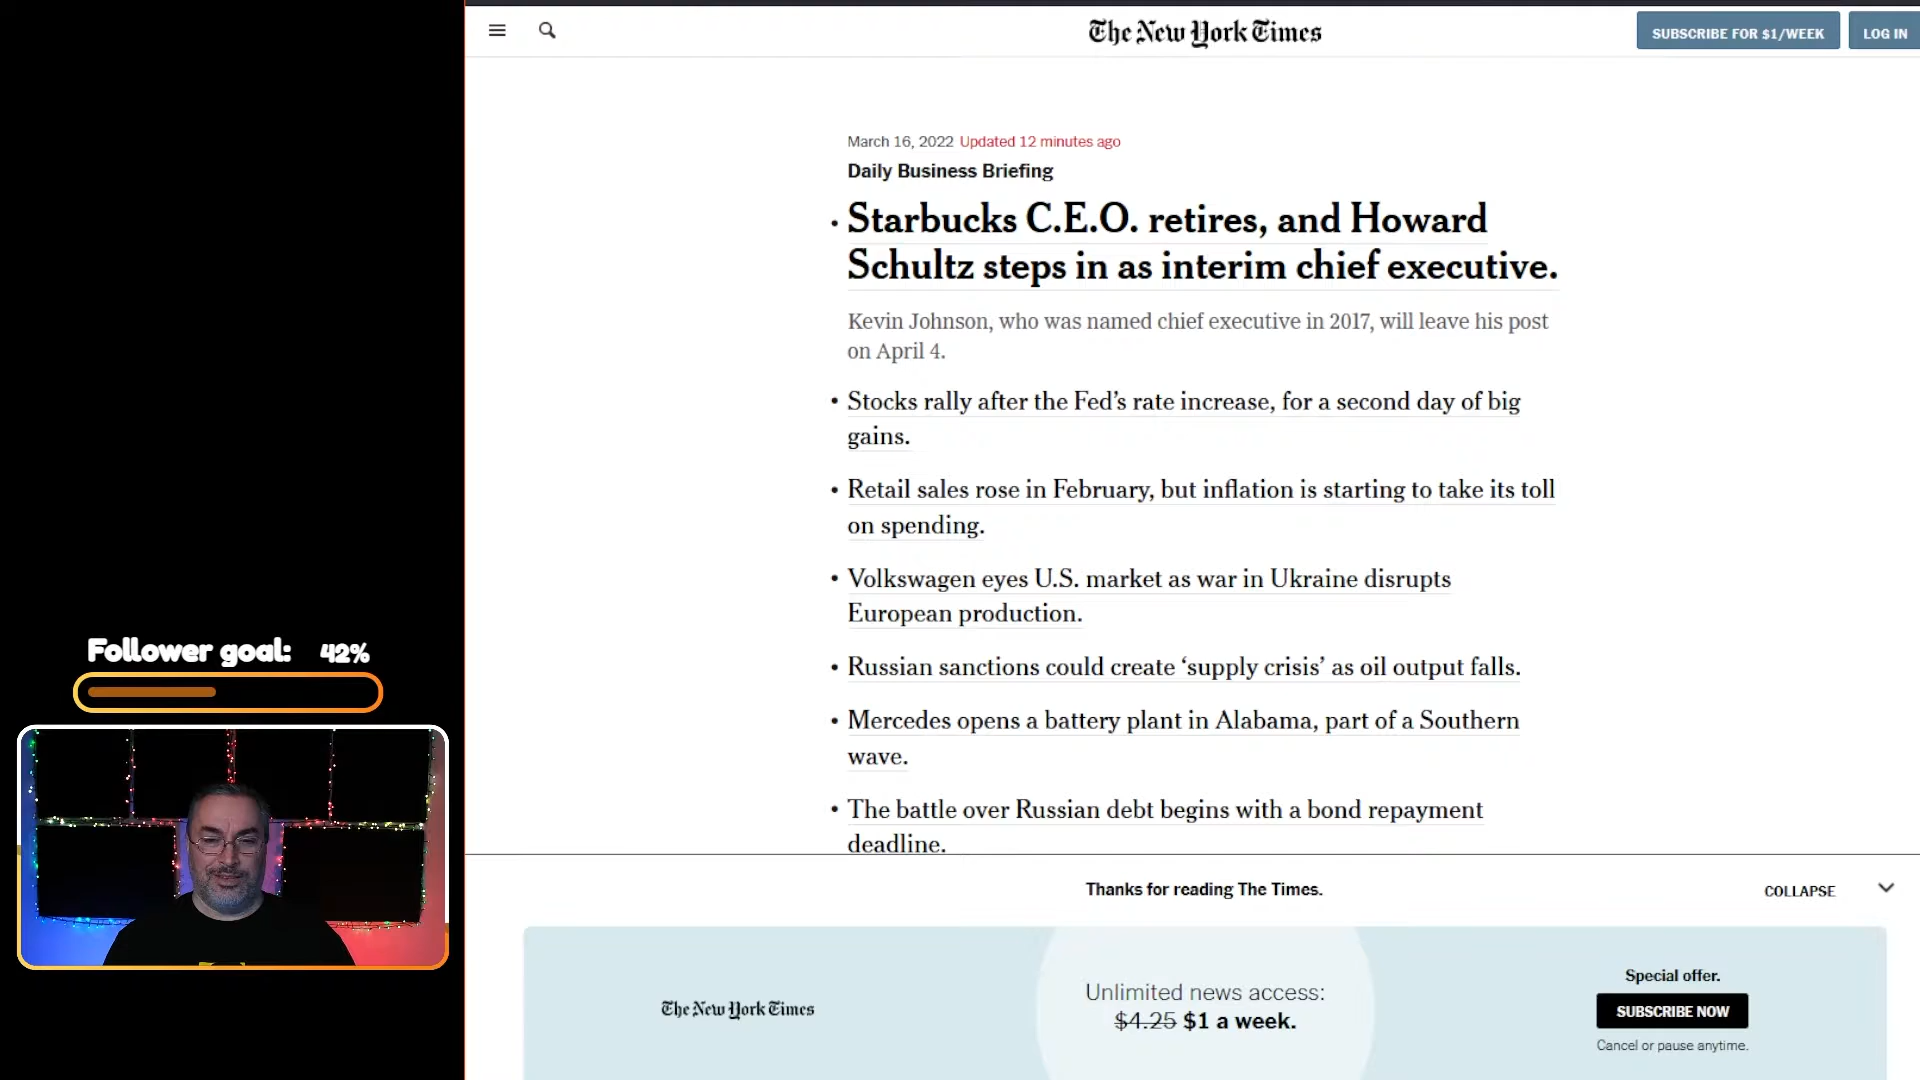 The New York Times
SUBSCRIBE FOR $1/WEEK
LOG IN
March 16, 2022 Updated 12 minutes ago
Daily Business Briefing
• Starbucks C.E.O. retires, and Howard
Schultz steps in as interim chief executive.
Kevin Johnson, who was named chief executive in 2017, will leave his post
on April 4.
• Stocks rally after the Fed’s rate increase, for a second day of big
gains.
• Retail sales rose in February, but inflation is starting to take its toll
on spending.
• Volkswagen eyes U.S. market as war in Ukraine disrupts
European production.
• Russian sanctions could create ‘supply crisis’ as oil output falls.
• Mercedes opens a battery plant in Alabama, part of a Southern
wave.
• The battle over Russian debt begins with a bond repayment
deadline.
Follower goal: 42%
Thanks for reading The Times.
COLLAPSE
The New York Times
Unlimited news access:
$4.25 $1 a week.
Special offer.
SUBSCRIBE NOW
Cancel or pause anytime.